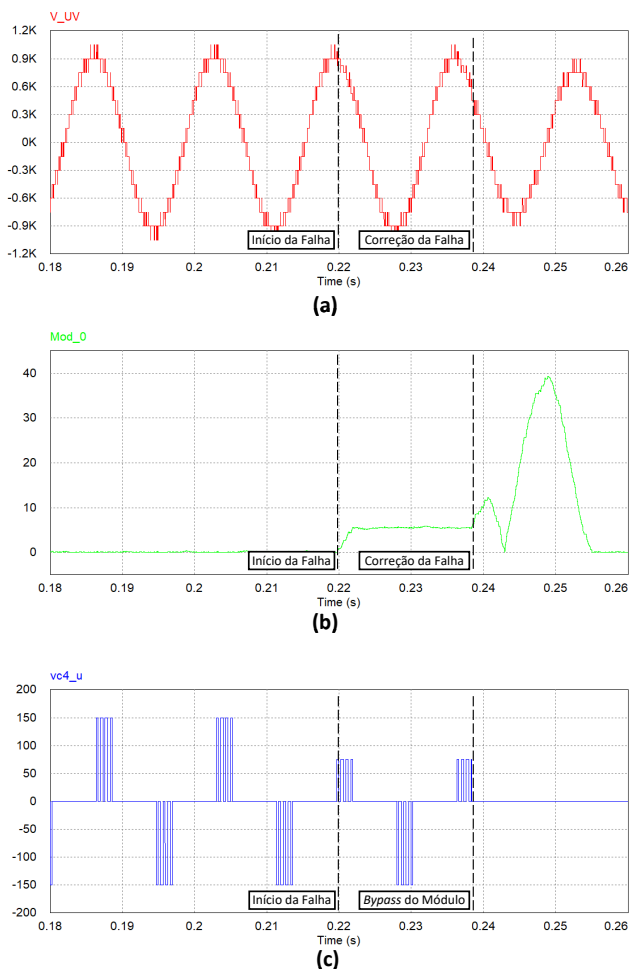 V_UV
1.2K
0.9K
0.6K
0.3K
0K
-0.3K
-0.6K
-0.9K
-1.2K
Início da Falha
Correção da Falha
0.18 0.19 0.2 0.21 0.22 0.23 0.24 0.25 0.26
Time (s)
(a)
Mod_0
40
30
20
10
0
Início da Falha
Correção da Falha
0.18 0.19 0.2 0.21 0.22 0.23 0.24 0.25 0.26
Time (s)
(b)
vc4_u
200
150
100
50
0
-50
-100
-150
-200
Início da Falha
Bypass do Módulo
0.18 0.19 0.2 0.21 0.22 0.23 0.24 0.25 0.26
Time (s)
(c)